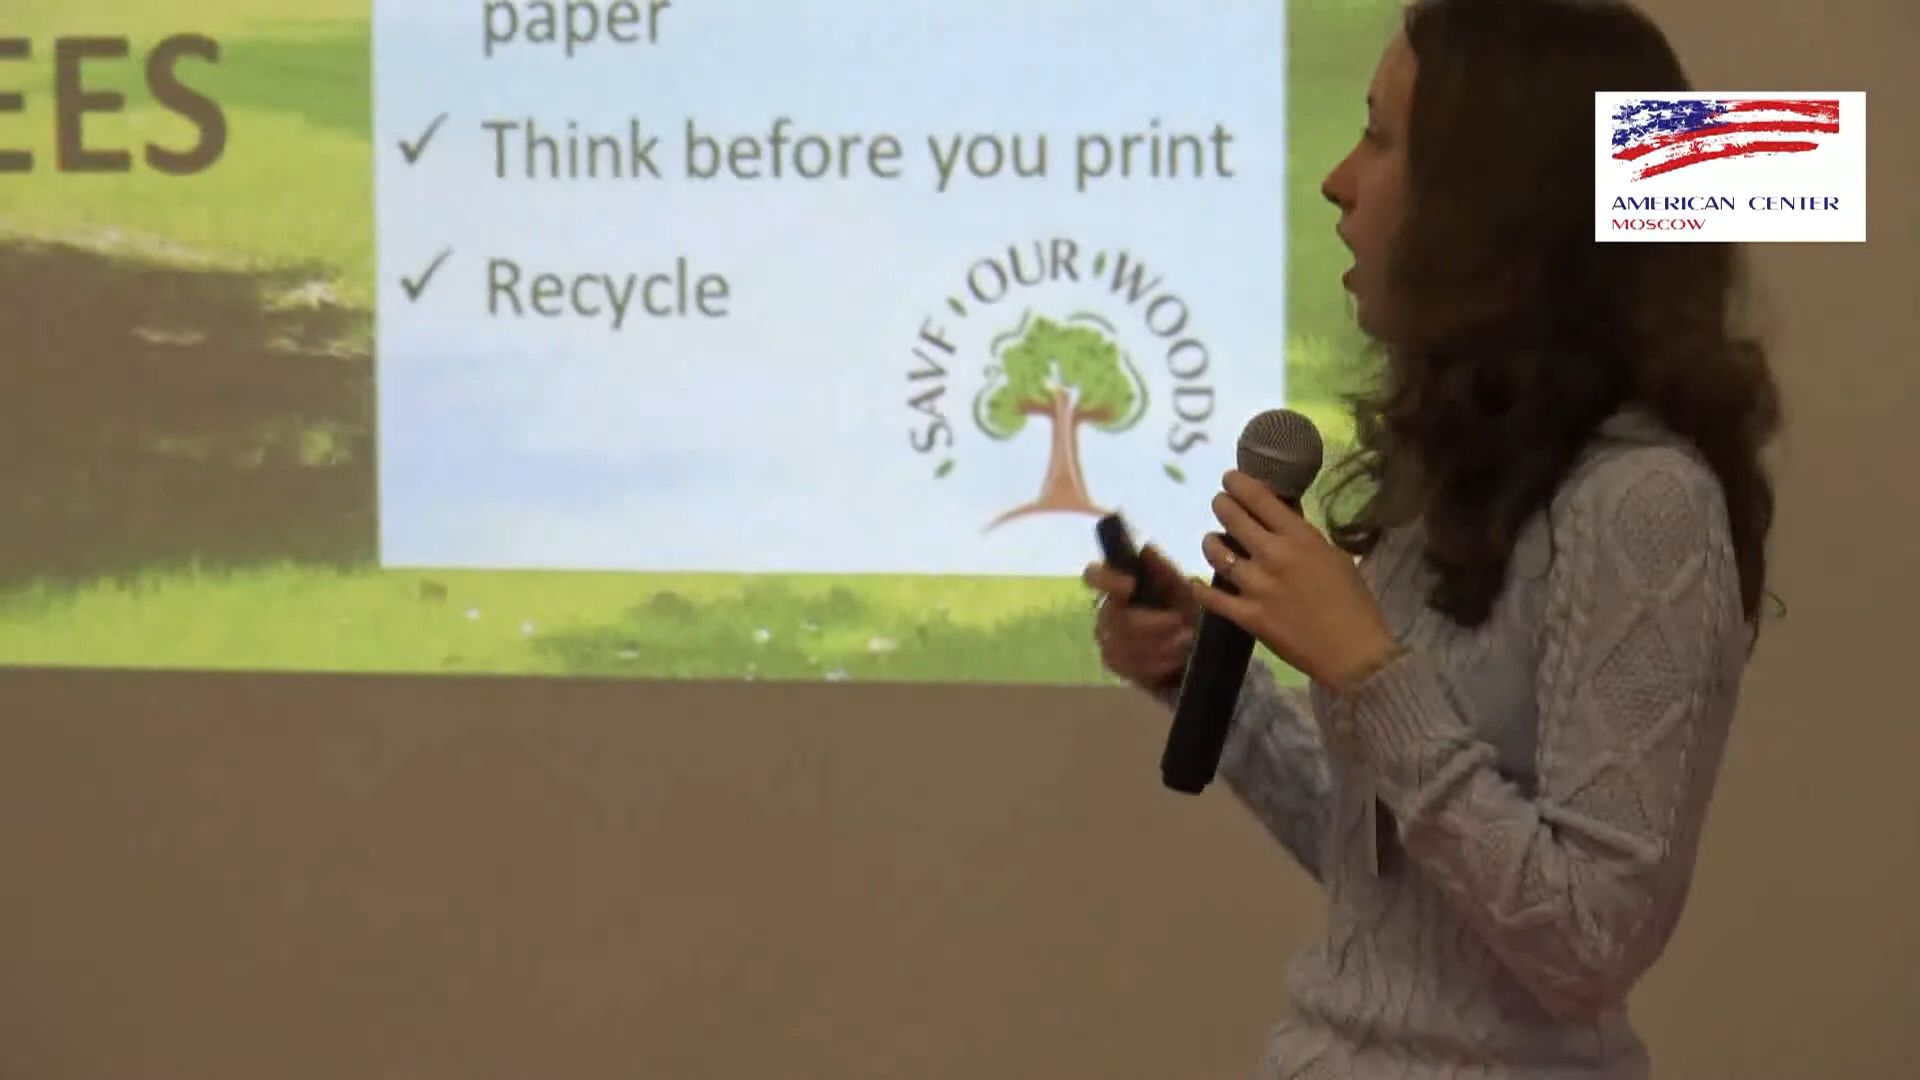 EES
paper
✓ Think before you print
✓ Recycle
SAVE OUR WOODS
AMERICAN CENTER
MOSCOW